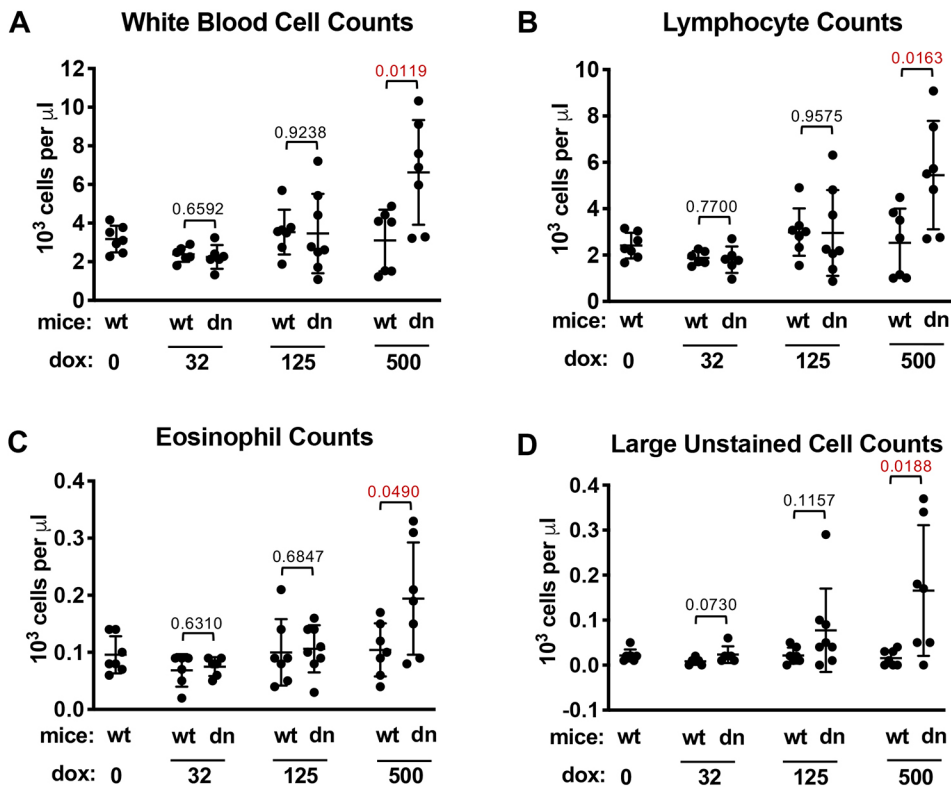 A White Blood Cell Counts
10³ cells per µl
12
10
8
6
4
2
0
0.6592
0.9238
0.0119
mice: wt wt dn wt dn wt dn
dox: 0 32 125 500
B Lymphocyte Counts
10³ cells per µl
10
8
6
4
2
0
0.7700
0.9575
0.0163
mice: wt wt dn wt dn wt dn
dox: 0 32 125 500
C Eosinophil Counts
10³ cells per µl
0.4
0.3
0.2
0.1
0.0
0.6310
0.6847
0.0490
mice: wt wt dn wt dn wt dn
dox: 0 32 125 500
D Large Unstained Cell Counts
10³ cells per µl
0.4
0.3
0.2
0.1
0.0
-0.1
0.0730
0.1157
0.0188
mice: wt wt dn wt dn wt dn
dox: 0 32 125 500